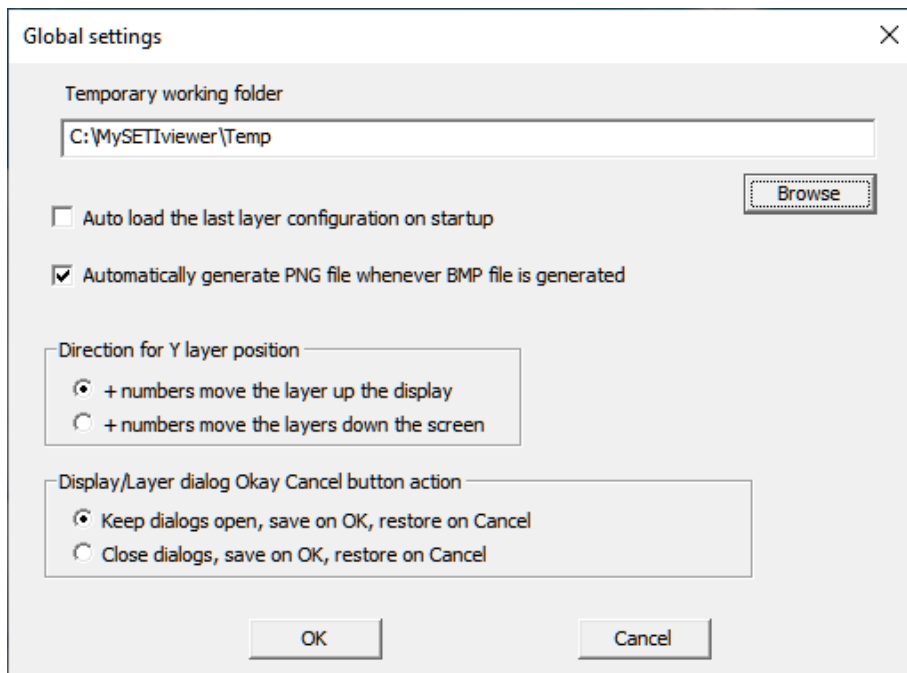 Global settings
Temporary working folder
C:\MySETIviewer\Temp
Browse
Auto load the last layer configuration on startup
Automatically generate PNG file whenever BMP file is generated
Direction for Y layer position
+ numbers move the layer up the display
+ numbers move the layers down the screen
Display/Layer dialog Okay Cancel button action
Keep dialogs open, save on OK, restore on Cancel
Close dialogs, save on OK, restore on Cancel
OK
Cancel